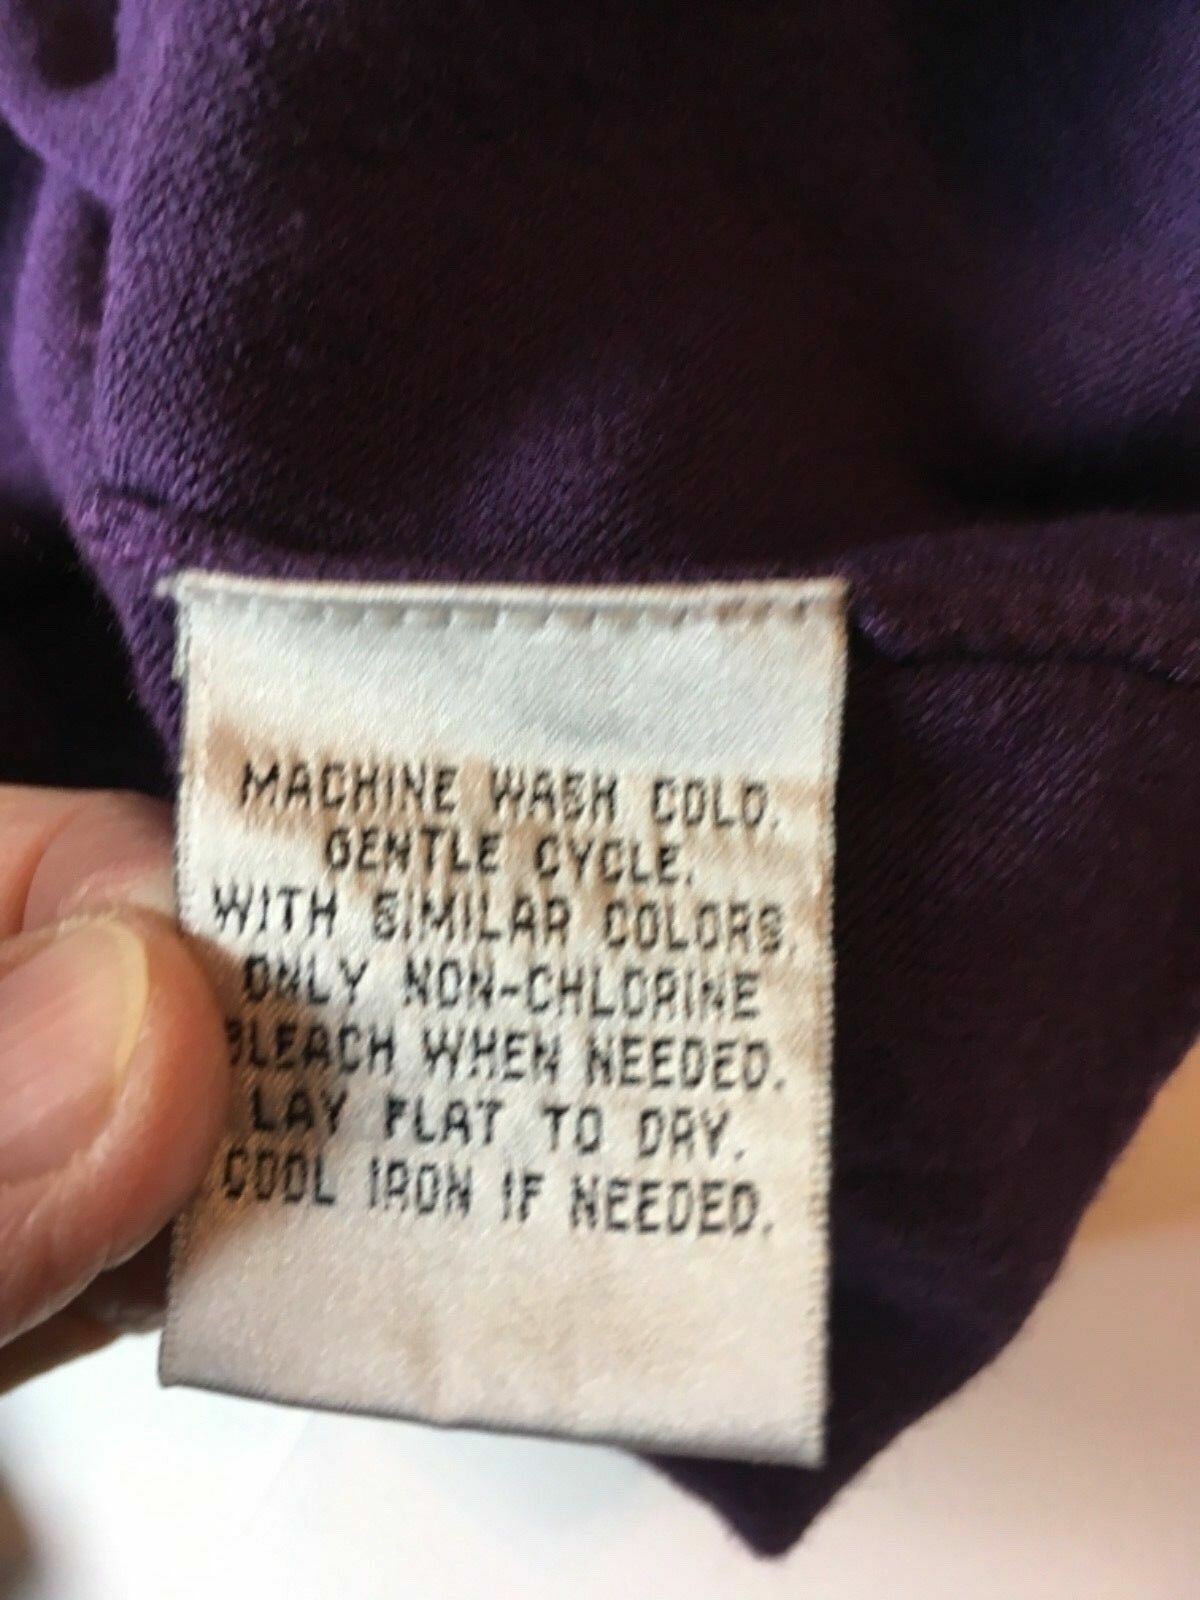 MACHINE WASH COLD.
GENTLE CYCLE.
WITH SIMILAR COLORS.
ONLY NON-CHLORINE
BLEACH WHEN NEEDED.
LAY FLAT TO DRY.
COOL IRON IF NEEDED.